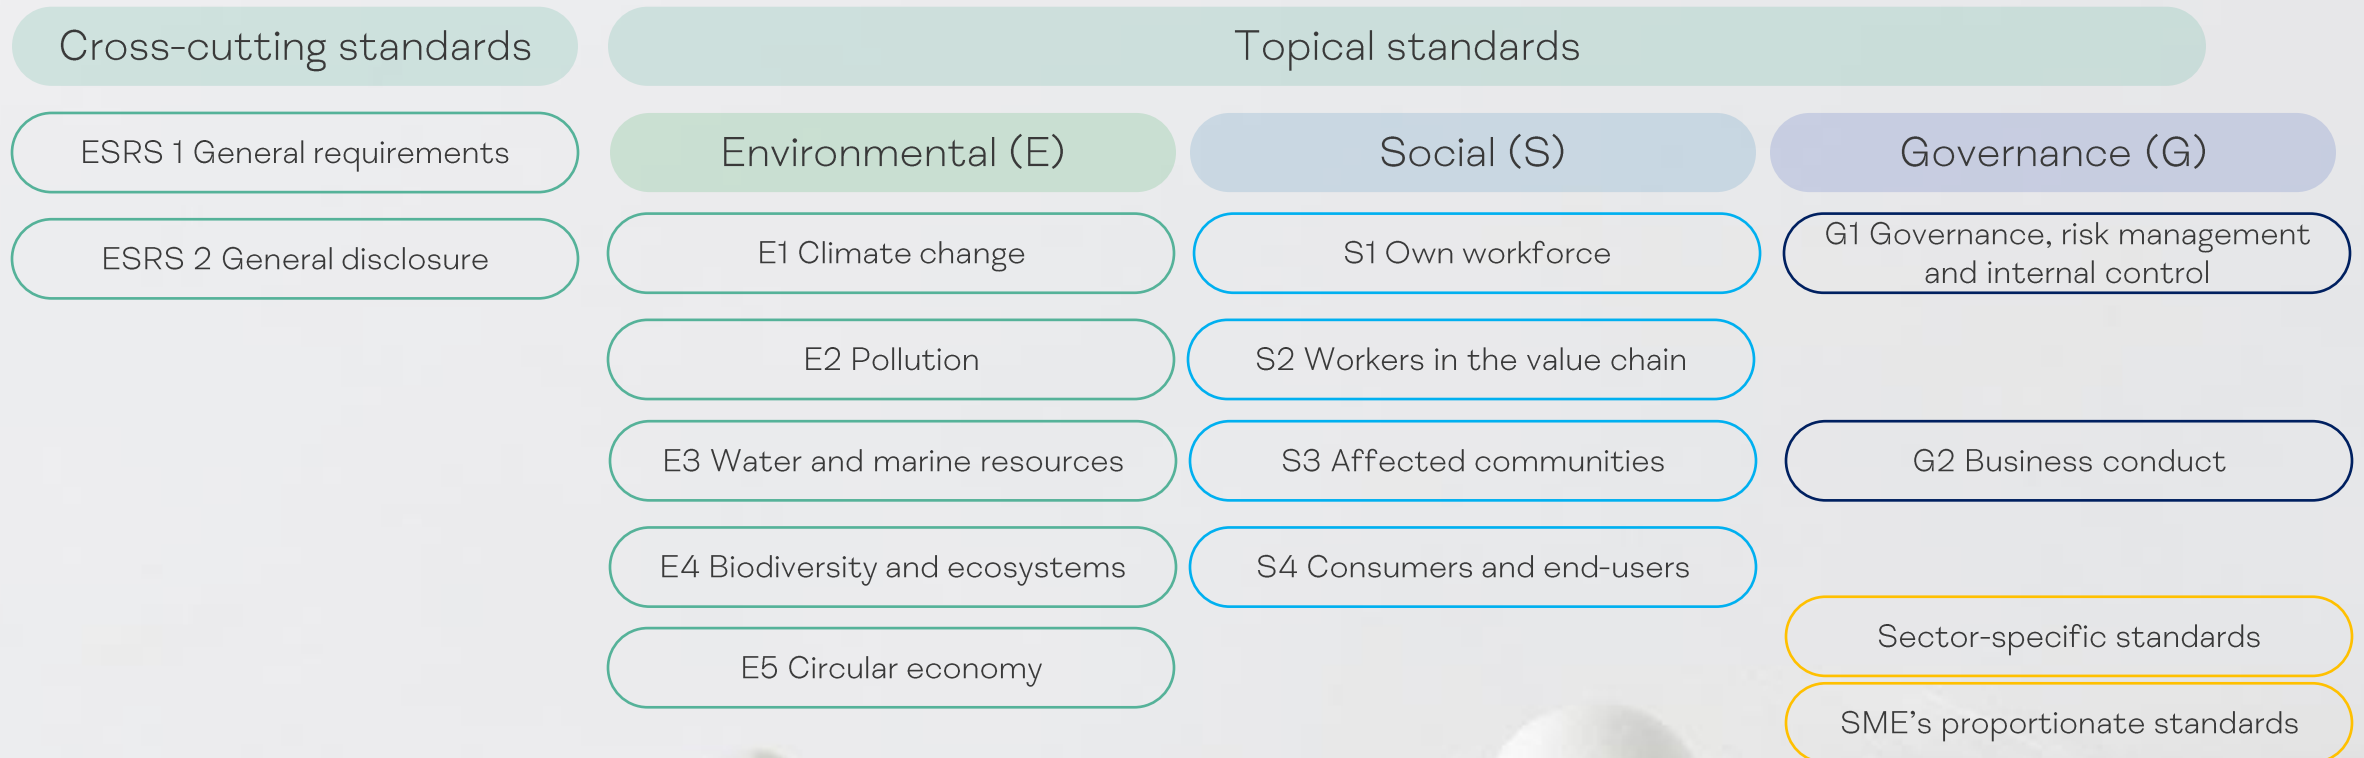 Cross-cutting standards
Topical standards
ESRS 1 General requirements
ESRS 2 General disclosure
Environmental (E)
E1 Climate change
E2 Pollution
E3 Water and marine resources
E4 Biodiversity and ecosystems
E5 Circular economy
Social (S)
S1 Own workforce
S2 Workers in the value chain
S3 Affected communities
S4 Consumers and end-users
Governance (G)
G1 Governance, risk management
and internal control
G2 Business conduct
Sector-specific standards
SME’s proportionate standards